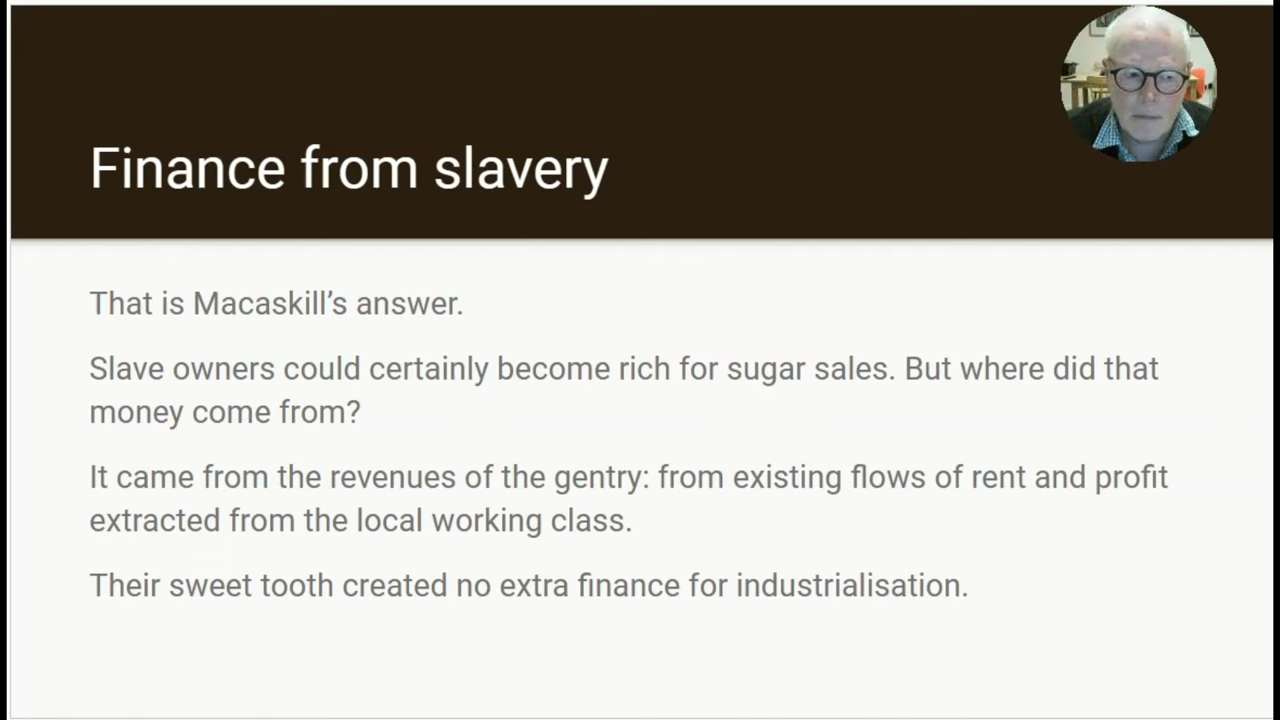 Finance from slavery
That is Macaskill’s answer.
Slave owners could certainly become rich for sugar sales. But where did that
money come from?
It came from the revenues of the gentry: from existing flows of rent and profit
extracted from the local working class.
Their sweet tooth created no extra finance for industrialisation.